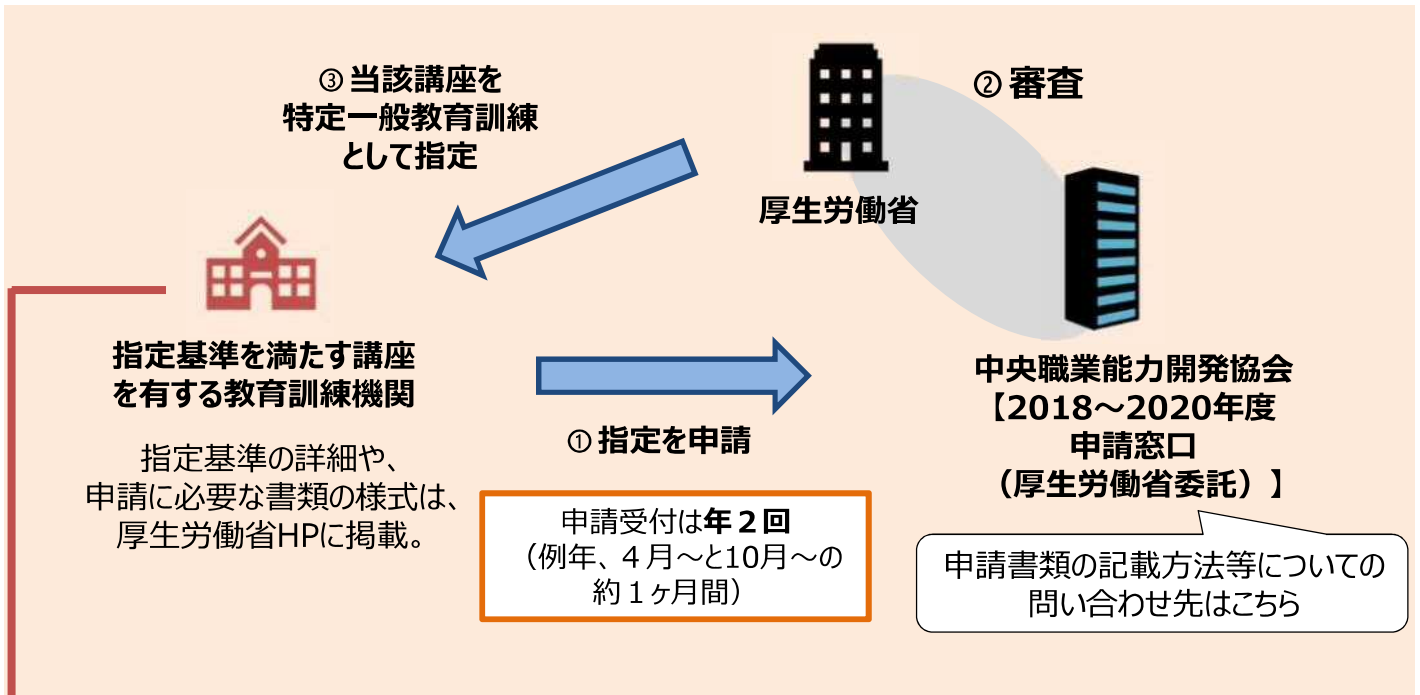 ③ 当該講座を
特定一般教育訓練
として指定
② 審査
厚生労働省
指定基準を満たす講座
を有する教育訓練機関
指定基準の詳細や、
申請に必要な書類の様式は、
厚生労働省HPに掲載。
① 指定を申請
申請受付は年２回
（例年、４月～と10月～の
約１ヶ月間）
中央職業能力開発協会
【2018～2020年度
申請窓口
（厚生労働省委託）】
申請書類の記載方法等についての
問い合わせ先はこちら